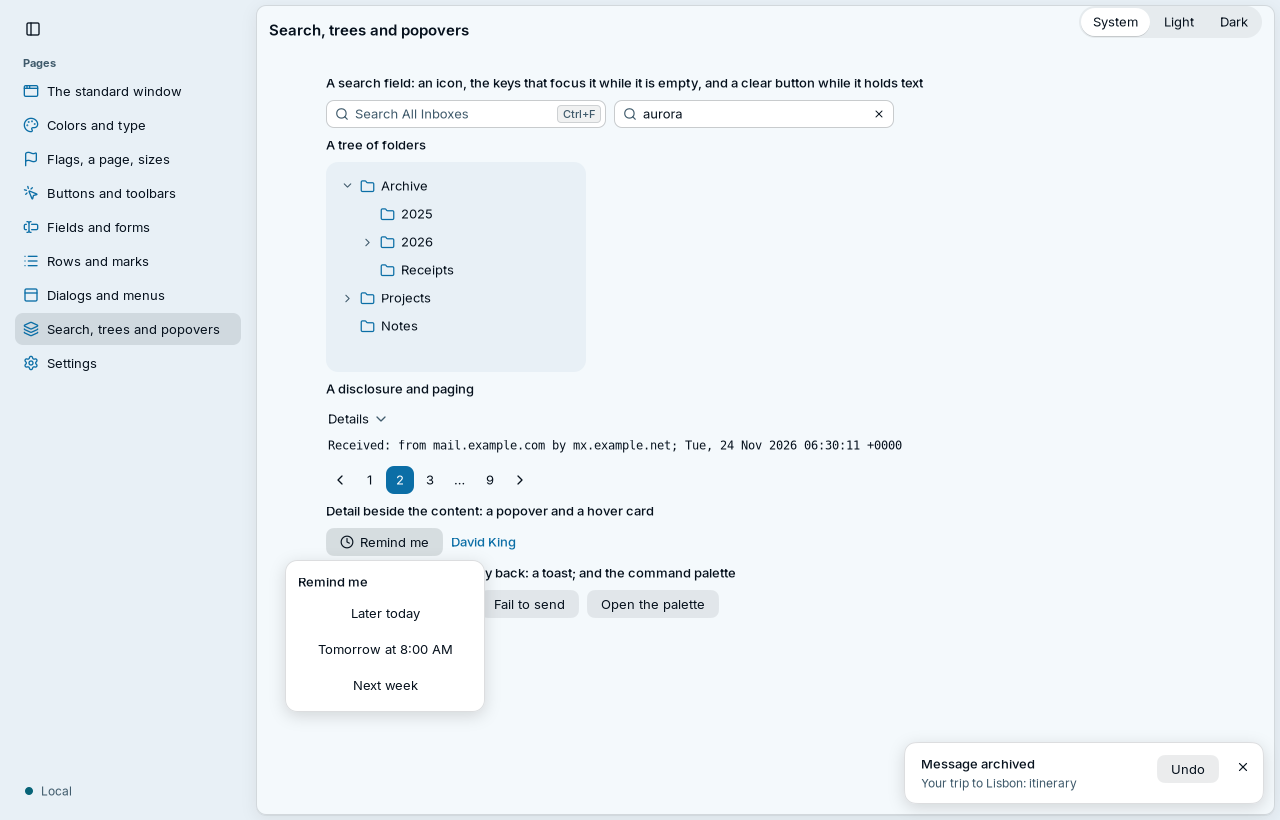 Search, trees and popovers
System
Light
Dark
Pages
The standard window
Colors and type
Flags, a page, sizes
Buttons and toolbars
Fields and forms
Rows and marks
Dialogs and menus
Search, trees and popovers
Settings
Local
A search field: an icon, the keys that focus it while it is empty, and a clear button while it holds text
Search All Inboxes
Ctrl+F
aurora
A tree of folders
Archive
2025
2026
Receipts
Projects
Notes
A disclosure and paging
Details
Received: from mail.example.com by mx.example.net; Tue, 24 Nov 2026 06:30:11 +0000
1 2 3 … 9
Detail beside the content: a popover and a hover card
Remind me
David King
y back: a toast; and the command palette
Fail to send
Open the palette
Remind me
Later today
Tomorrow at 8:00 AM
Next week
Message archived
Your trip to Lisbon: itinerary
Undo